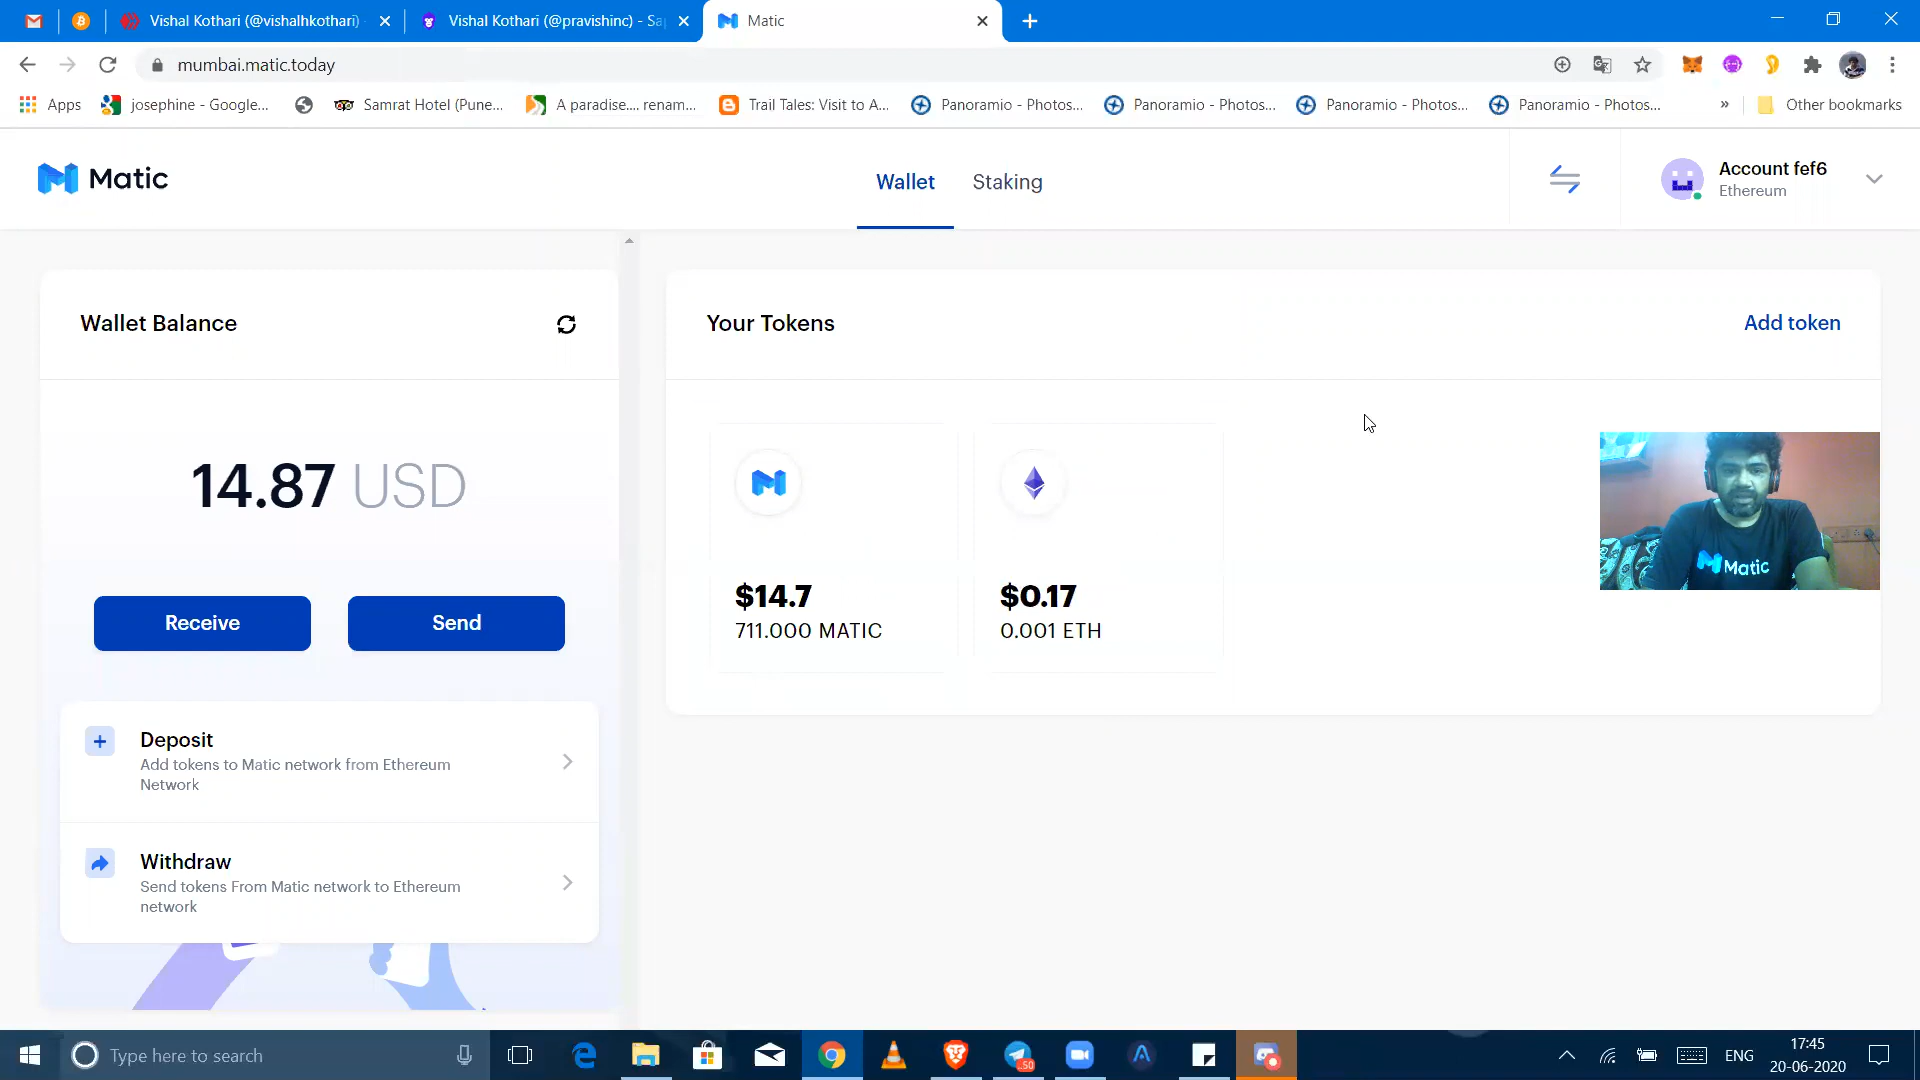 Vishal Kothari (@vishalhkothari)
Vishal Kothari (@pravishinc) - Sa
Matic
mumbai.matic.today
Apps
josephine - Google...
Samrat Hotel (Pune...
A paradise.... renam...
Trail Tales: Visit to A...
Panoramio - Photos...
Panoramio - Photos...
Panoramio - Photos...
Panoramio - Photos...
»
Other bookmarks
Matic
Wallet
Staking
Account fef6
Ethereum
Wallet Balance
Your Tokens
Add token
14.87 USD
Receive
Send
$14.7
711.000 MATIC
$0.17
0.001 ETH
Matic
Deposit
Add tokens to Matic network from Ethereum
Network
Withdraw
Send tokens From Matic network to Ethereum
network
Type here to search
50
ENG
17:45
20-06-2020